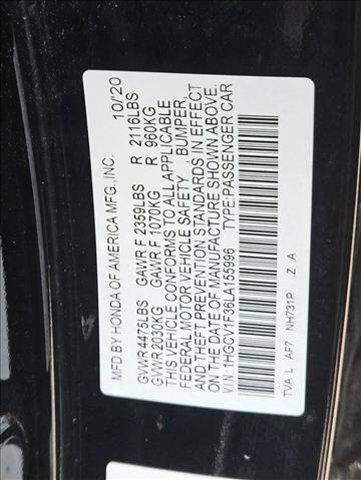 MFD BY HONDA OF AMERICA MFG.,INC. 10/20
GVWR 4475LBS GAWR F 2359LBS R 2116LBS
GVWR 2030KG GAWR F 1070KG R 960KG
THIS VEHICLE CONFORMS TO ALL APPLICABLE
FEDERAL MOTOR VEHICLE SAFETY , BUMPER,
AND THEFT PREVENTION STANDARDS IN EFFECT
ON THE DATE OF MANUFACTURE SHOWN ABOVE.
V.I.N:1HGCV1F36LA155996 TYPE:PASSENGER CAR
TVA L AF7 NH731P Z A